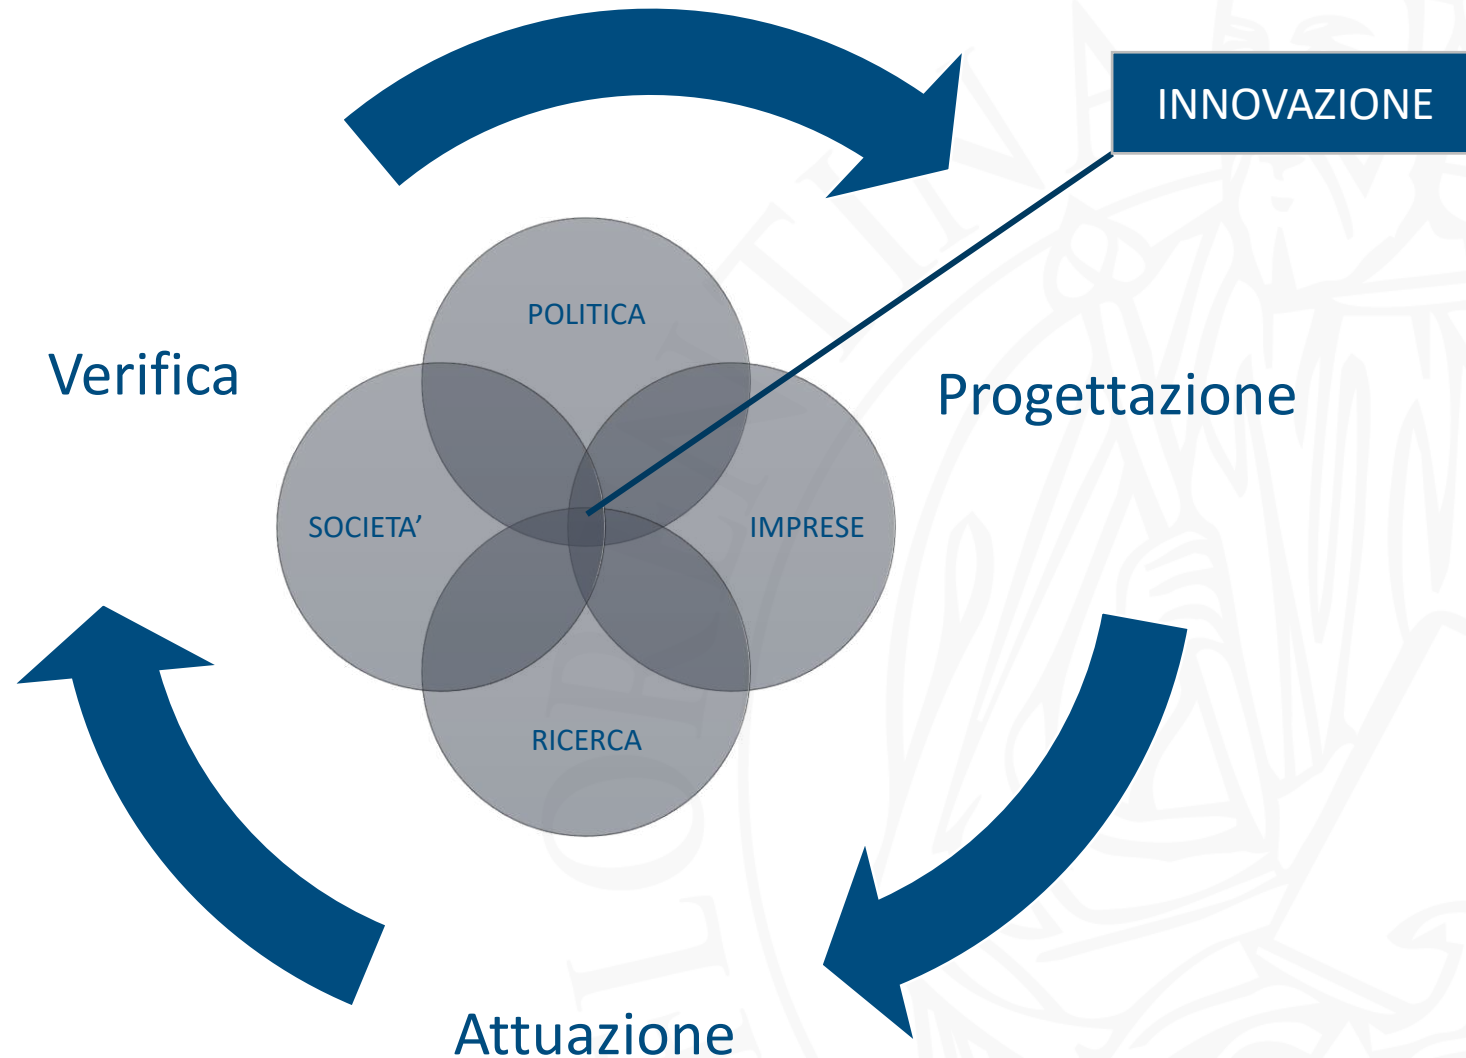 INNOVAZIONE
POLITICA
Verifica
Progettazione
SOCIETA’
IMPRESE
RICERCA
Attuazione